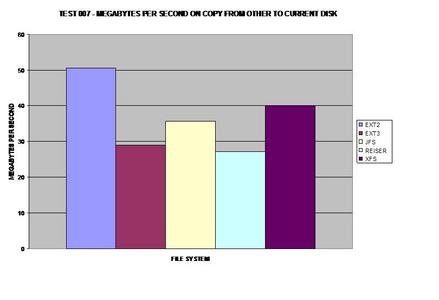 TEST 007 - MEGABYTES PER SECOND ON COPY FROM OTHER TO CURRENT DISK
60
50
40
30
20
10
0
MEGABYTES PER SECOND
FILE SYSTEM
EXT2
EXT3
JFS
REISER
XFS